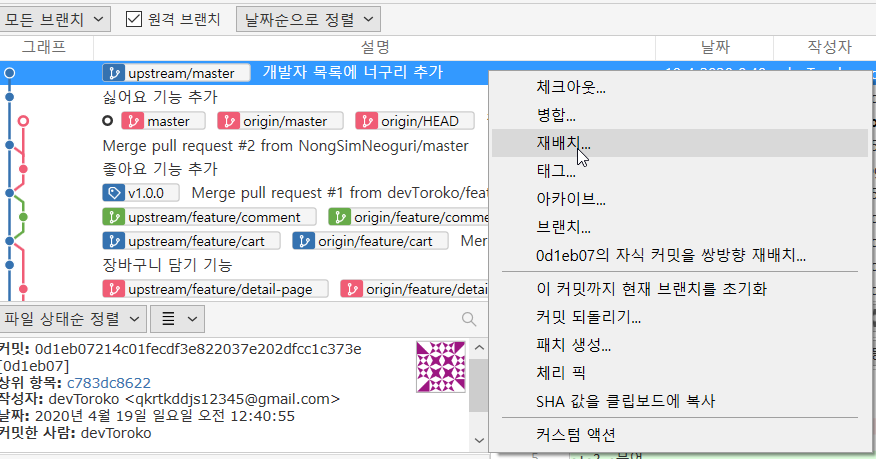 모든 브랜치 원격 브랜치 날짜순으로 정렬
그래프 설명 날짜 작성자
upstream/master 개발자 목록에 너구리 추가
싫어요 기능 추가
master origin/master origin/HEAD
Merge pull request #2 from NongSimNeoguri/master
좋아요 기능 추가
v1.0.0 Merge pull request #1 from devToroko/feat
upstream/feature/comment origin/feature/comme
upstream/feature/cart origin/feature/cart Mer
장바구니 담기 기능
upstream/feature/detail-page origin/feature/detai
체크아웃...
병합...
재배치...
태그...
아카이브...
브랜치...
0d1eb07의 자식 커밋을 쌍방향 재배치...
이 커밋까지 현재 브랜치를 초기화
커밋 되돌리기...
패치 생성...
체리 픽
SHA 값을 클립보드에 복사
커스텀 액션
파일 상태순 정렬
커밋: 0d1eb07214c01fecdf3e822037e202dfcc1c373e
[0d1eb07]
상위 항목: c783dc8622
작성자: devToroko <qkrtkddjs12345@gmail.com>
날짜: 2020년 4월 19일 일요일 오전 12:40:55
커밋한 사람: devToroko